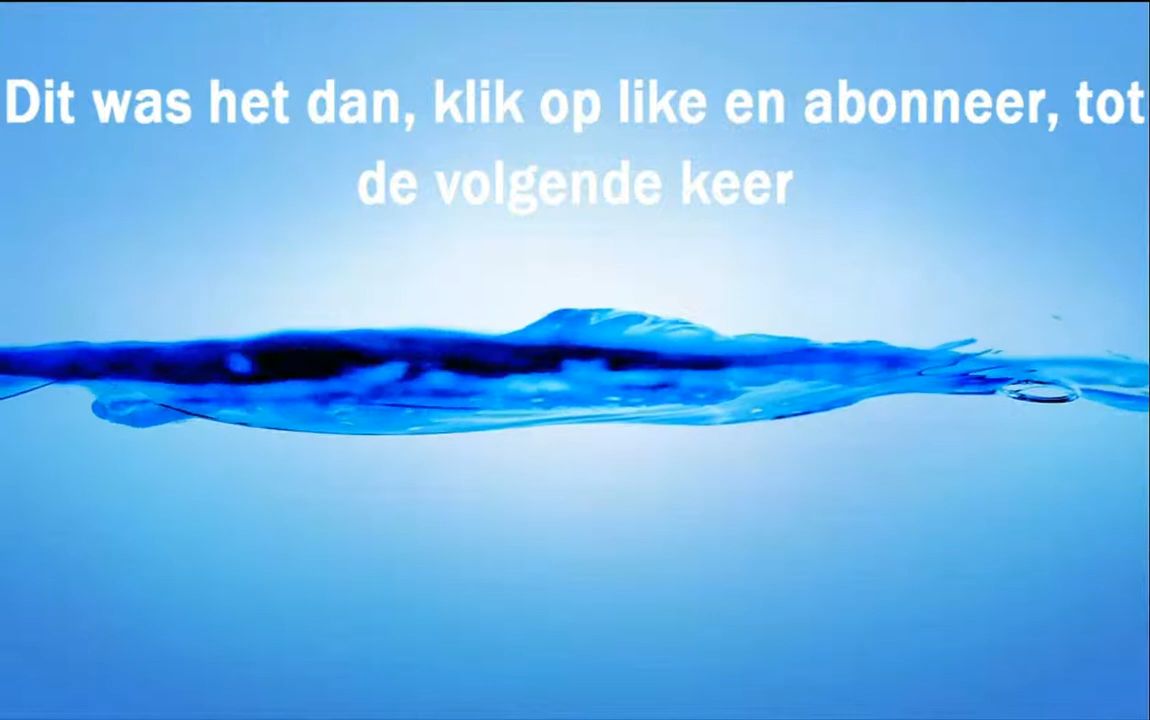 Dit was het dan, klik op like en abonneer, tot
de volgende keer